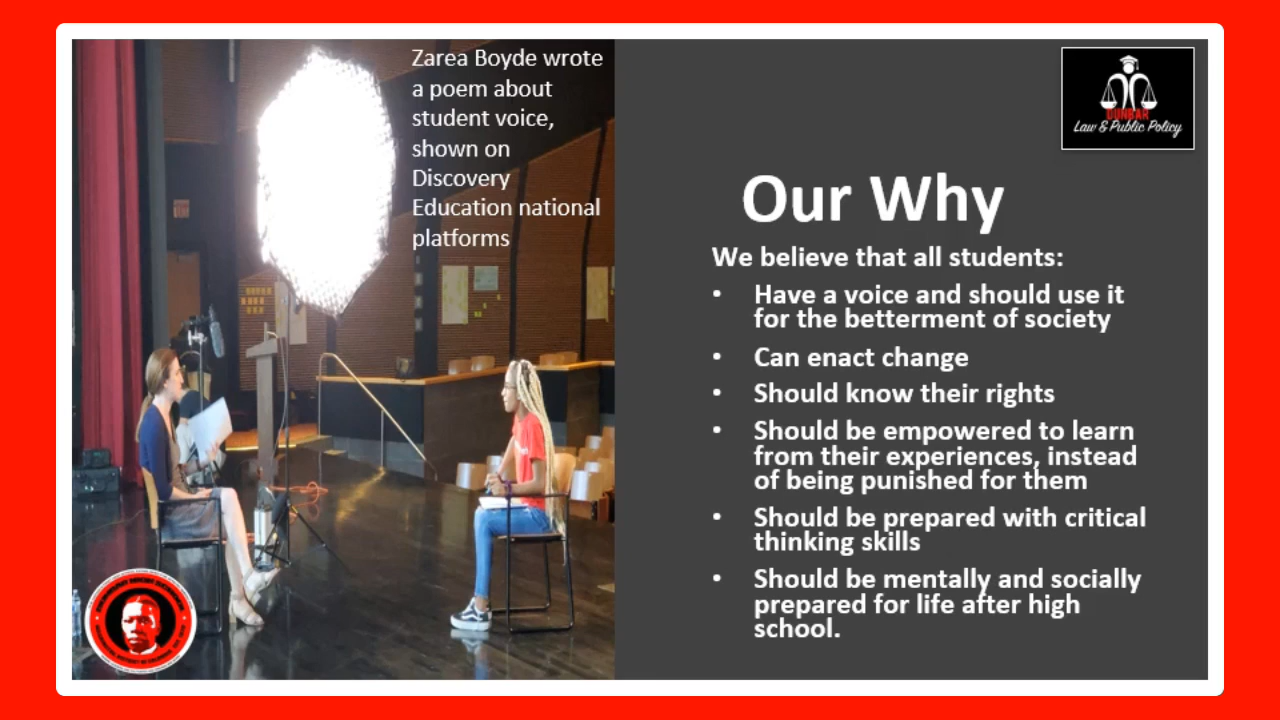 Zarea Boyde wrote
a poem about
student voice,
shown on
Discovery
Education national
platforms
DUNBAR
Law & Public Policy
Our Why
We believe that all students:
• Have a voice and should use it
for the betterment of society
• Can enact change
• Should know their rights
• Should be empowered to learn
from their experiences, instead
of being punished for them
• Should be prepared with critical
thinking skills
• Should be mentally and socially
prepared for life after high
school.